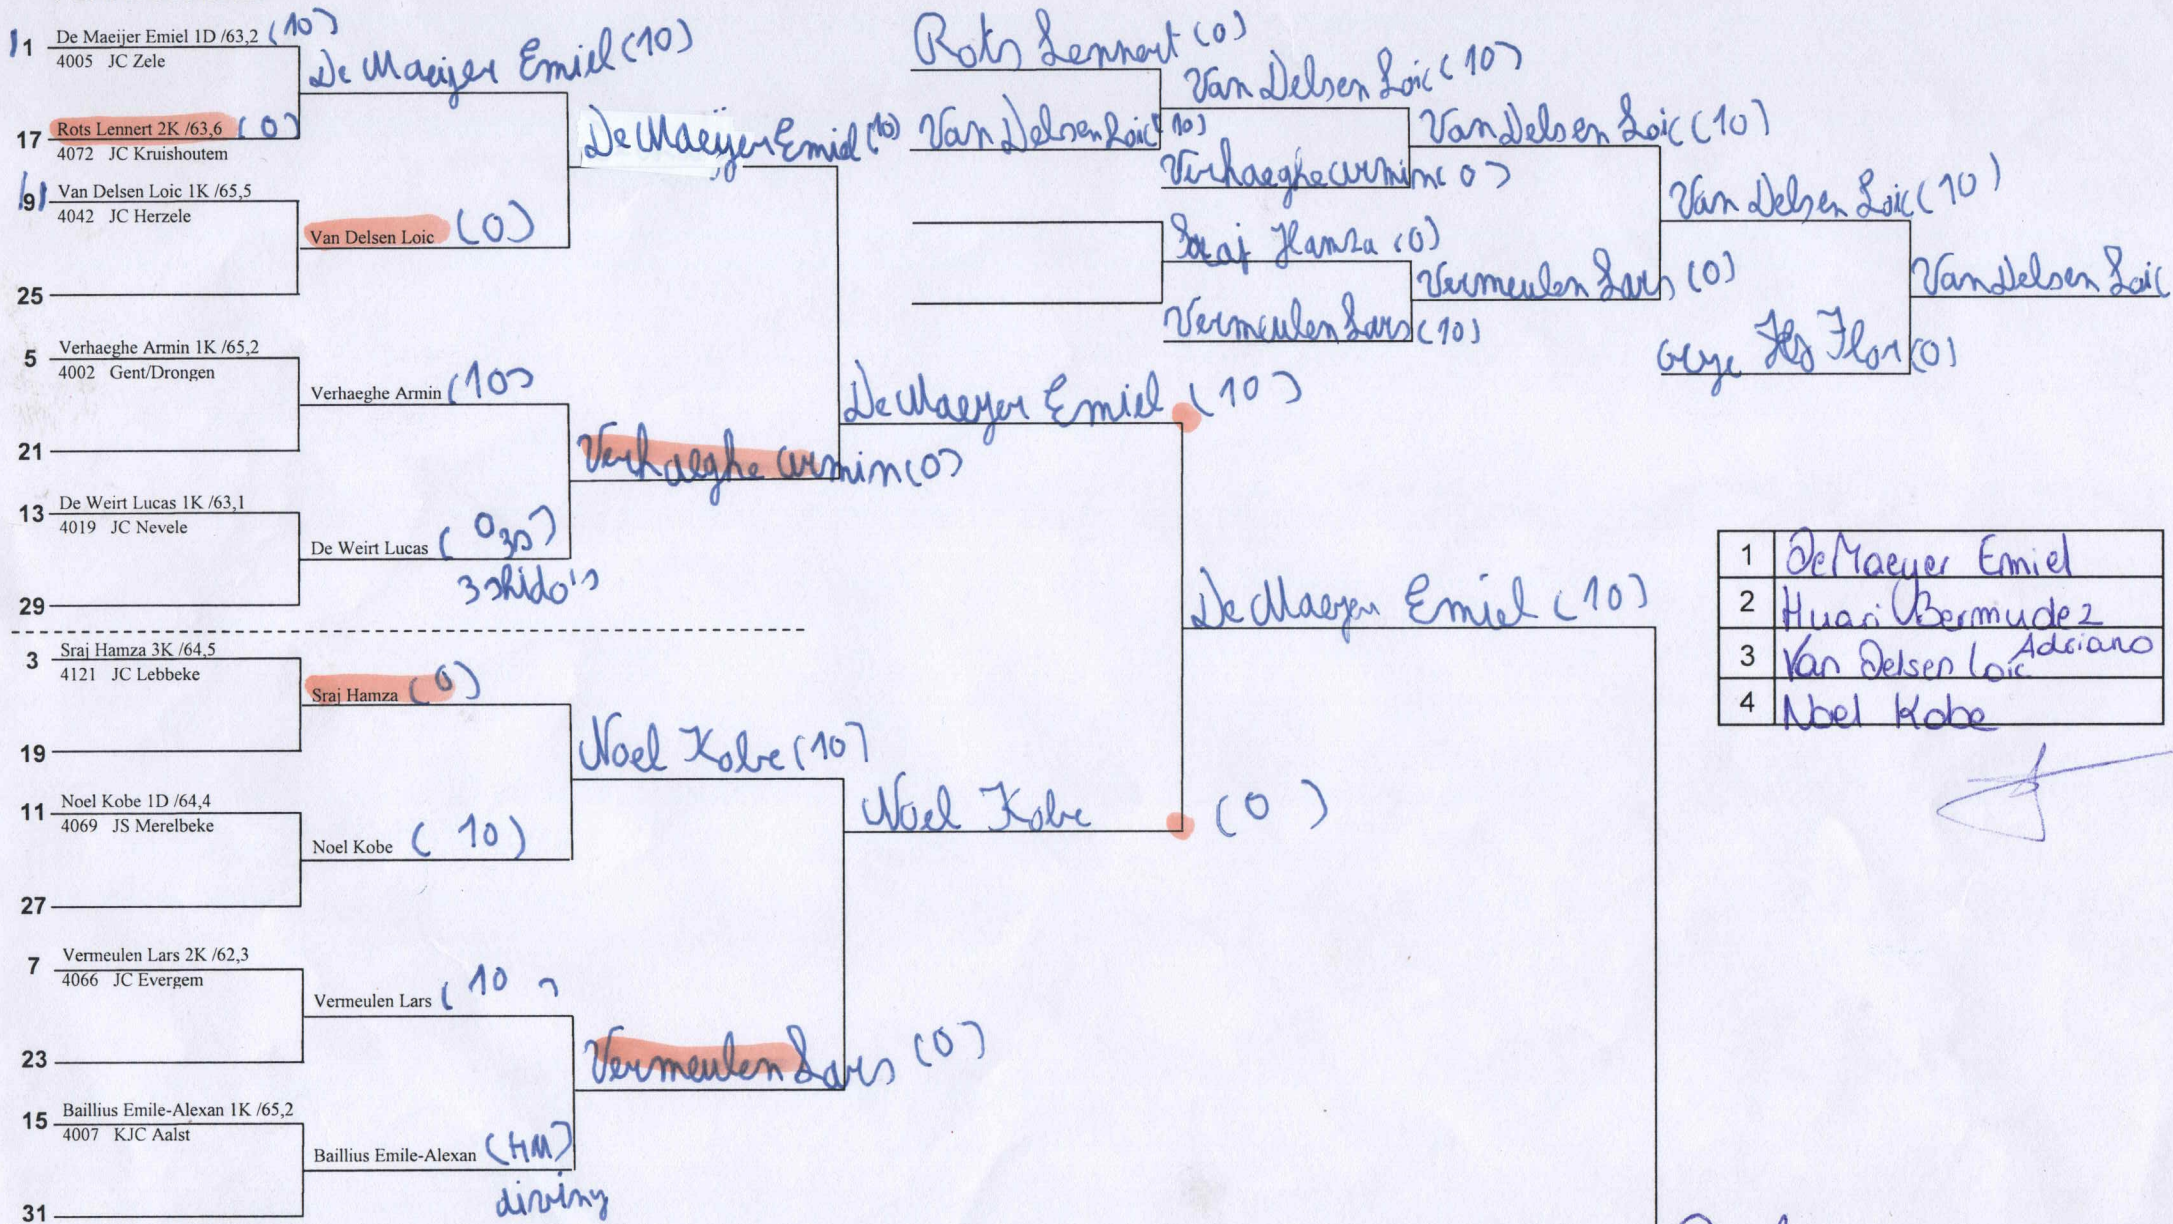 1 1 De Maeijer Emiel 1D /63,2 (10)
4005 JC Zele
De Maeijer Emiel (10)
17 Rots Lennert 2K /63,6 (0)
4072 JC Kruishoutem
De Maeijer Emiel (10)
9 Van Delsen Loic 1K /65,5
4042 JC Herzele
Van Delsen Loic (0)
25
De Maeyer Emiel (10)
5 Verhaeghe Armin 1K /65,2
4002 Gent/Drongen
Verhaeghe Armin (10)
21
Verhaeghe Armin (0)
13 De Weirt Lucas 1K /63,1
4019 JC Nevele
De Weirt Lucas (
3 shido's
29
De Maeyer Emiel (10)
3 Sraj Hamza 3K /64,5
4121 JC Lebbeke
Sraj Hamza (0)
19
Noel Kobe (10)
11 Noel Kobe 1D /64,4
4069 JS Merelbeke
Noel Kobe (10)
27
Noel Kobe (0)
7 Vermeulen Lars 2K /62,3
4066 JC Evergem
Vermeulen Lars (10)
23
Vermeulen Lars (0)
15 Baillius Emile-Alexan 1K /65,2
4007 KJC Aalst
Baillius Emile-Alexan (HM)
diving
31
Rots Lennert (0)
Van Delsen Loic (10)
Van Delsen Loic (10)
Verhaeghe Armin (0)
Van Delsen Loic (10)
Sraj Hamza (0)
Vermeulen Lars (10)
Vermeulen Lars (0)
Van Delsen Loic (10)
Flor (0)
Van Delsen Loic
1 De Maeyer Emiel
2 Huari Bermudez
Adriano
3 Van Delsen Loic
4 Noel Kobe